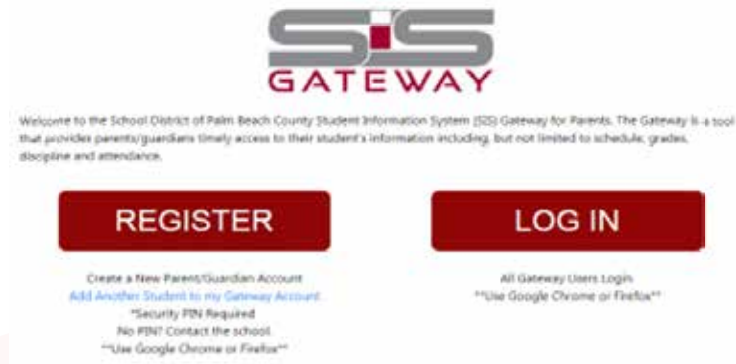 SIS
GATEWAY
Welcome to the School District of Palm Beach County Student Information System (SIS) Gateway for Parents. The Gateway is a tool
that provides parents/guardians timely access to their student's information including, but not limited to schedule, grades,
discipline and attendance.
REGISTER
Create a New Parent/Guardian Account
Add Another Student to my Gateway Account
*Security PIN Required
No PIN? Contact the school.
**Use Google Chrome or Firefox**
LOG IN
All Gateway Users Login
**Use Google Chrome or Firefox**